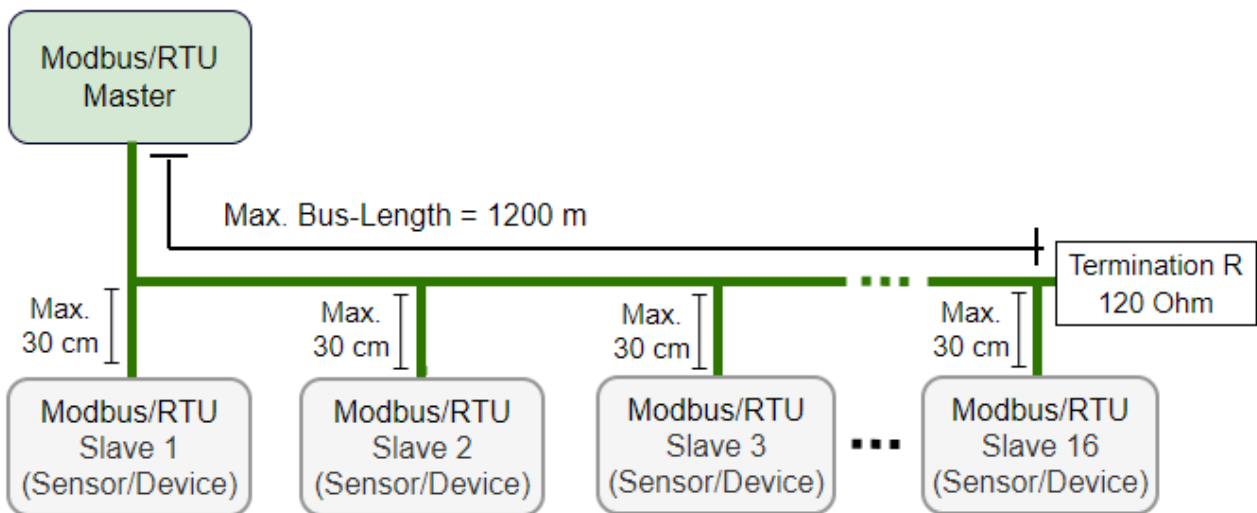 Modbus/RTU
Master
Max. Bus-Length = 1200 m
Termination R
120 Ohm
Max.
30 cm
Max.
30 cm
Max.
30 cm
Max.
30 cm
Modbus/RTU
Slave 1
(Sensor/Device)
Modbus/RTU
Slave 2
(Sensor/Device)
Modbus/RTU
Slave 3
(Sensor/Device)
Modbus/RTU
Slave 16
(Sensor/Device)